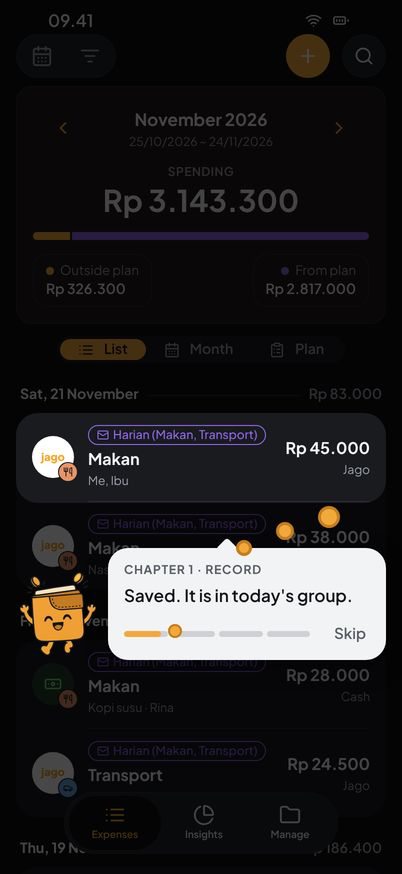 09.41
November 2026
25/10/2026 ~ 24/11/2026
SPENDING
Rp 3.143.300
Outside plan
Rp 326.300
From plan
Rp 2.817.000
List
Month
Plan
Sat, 21 November
Rp 83.000
Harian (Makan, Transport)
jago
Makan
Me, Ibu
Rp 45.000
Jago
Harian (Makan, Transport)
jago
Rp 38.000
CHAPTER 1 · RECORD
Saved. It is in today's group.
Skip
Harian (Makan, Transport)
Makan
Kopi susu · Rina
Rp 28.000
Cash
Harian (Makan, Transport)
jago
Transport
Rp 24.500
Jago
Expenses
Insights
Manage
Thu, 19
186.400